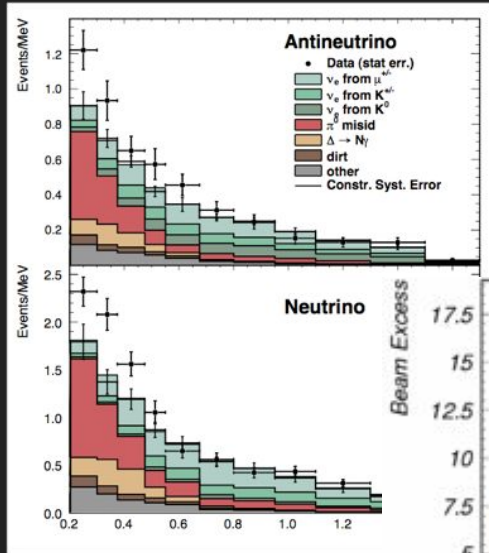 Events/MeV
1.2
1.0
0.8
0.6
0.4
0.2
Antineutrino
Data (stat err.)
νe from μ+/-
νe from K+/-
νe from K0
π0 misid
Δ → Nγ
dirt
other
Constr. Syst. Error
Events/MeV
2.5
2.0
1.5
1.0
0.5
0.0
Neutrino
0.2 0.4 0.6 0.8 1.0 1.2
Beam Excess
17.5
15
12.5
10
7.5